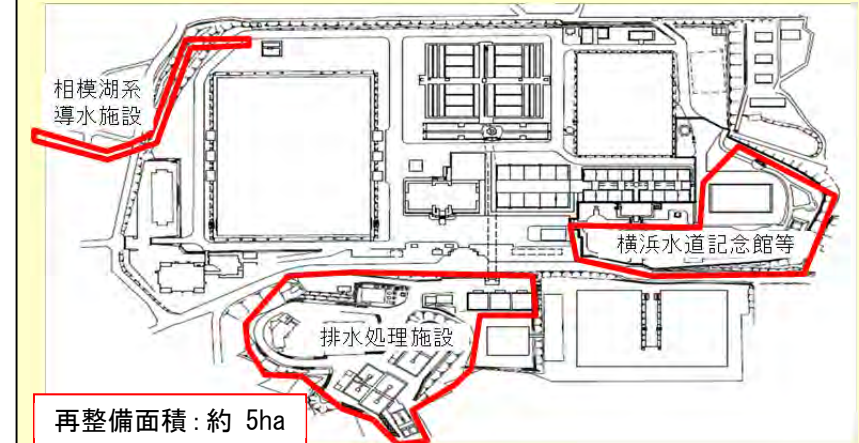 相模湖系
導水施設
横浜水道記念館等
排水処理施設
再整備面積：約 5ha